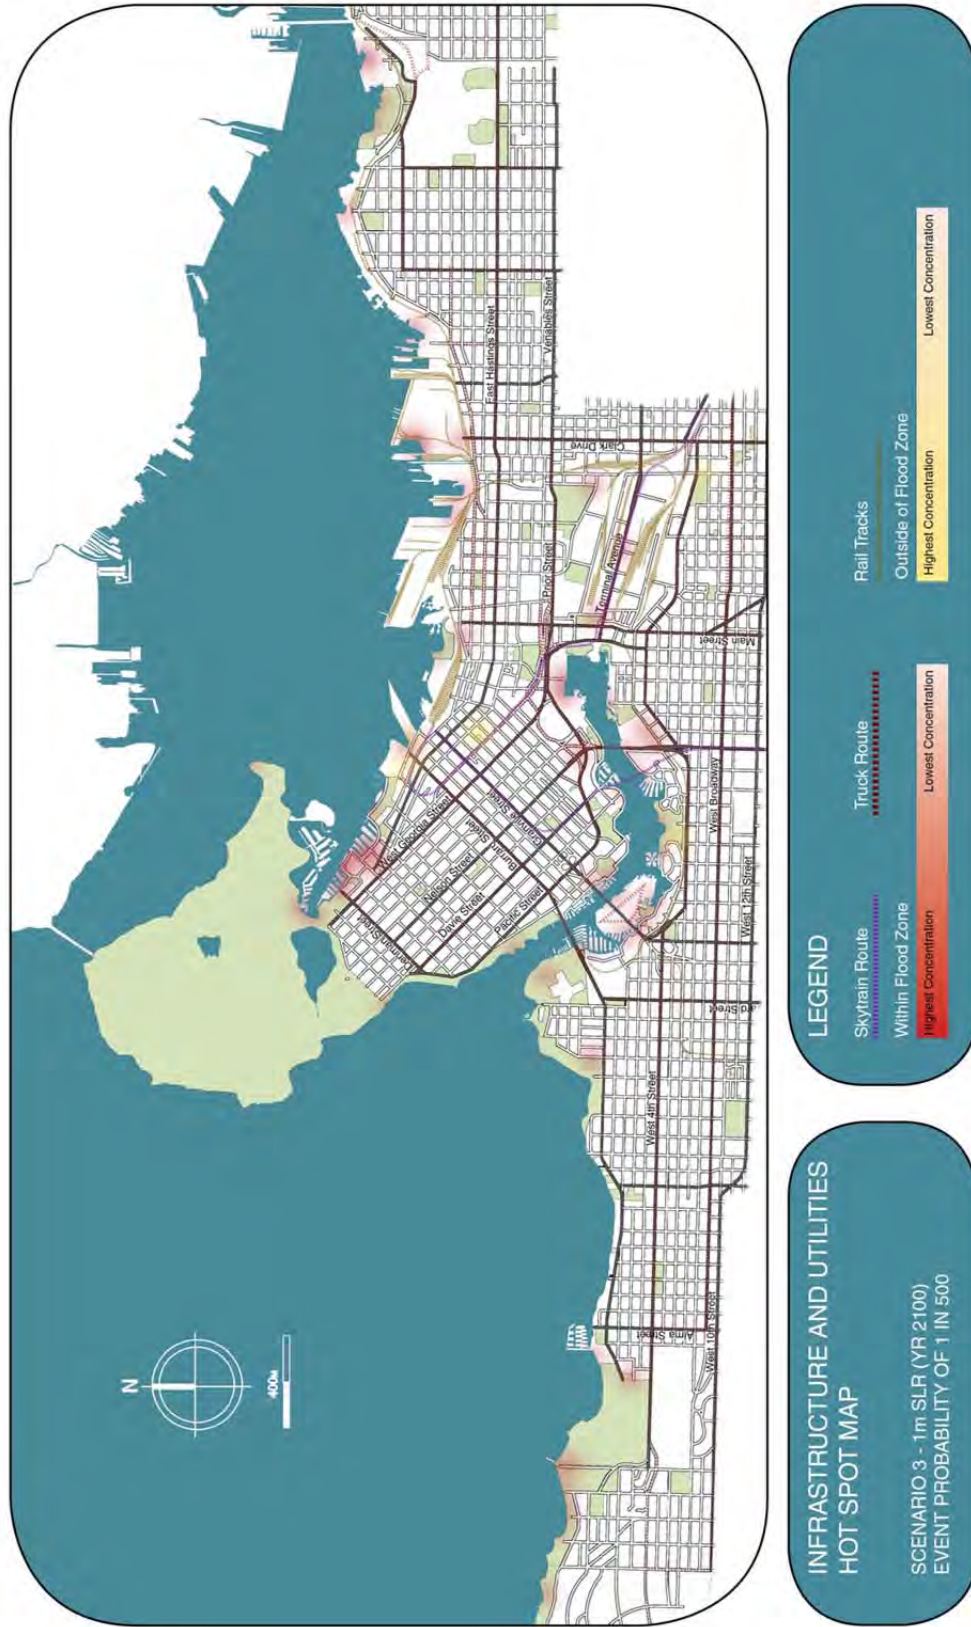 N
400M
East Hastings Street
Venables Street
Clark Drive
Prior Street
Terminal Avenue
Main Street
West Georgia Street
Granville Street
Burrard Street
Nelson Street
Davie Street
Pacific Street
Denman Street
West Broadway
West 12th Street
ard Street
West 4th Street
Alma Street
West 10th Street
INFRASTRUCTURE AND UTILITIES
HOT SPOT MAP
SCENARIO 3 - 1m SLR (YR 2100)
EVENT PROBABILITY OF 1 IN 500
LEGEND
Skytrain Route
Truck Route
Rail Tracks
Within Flood Zone
Outside of Flood Zone
Highest Concentration
Lowest Concentration
Highest Concentration
Lowest Concentration